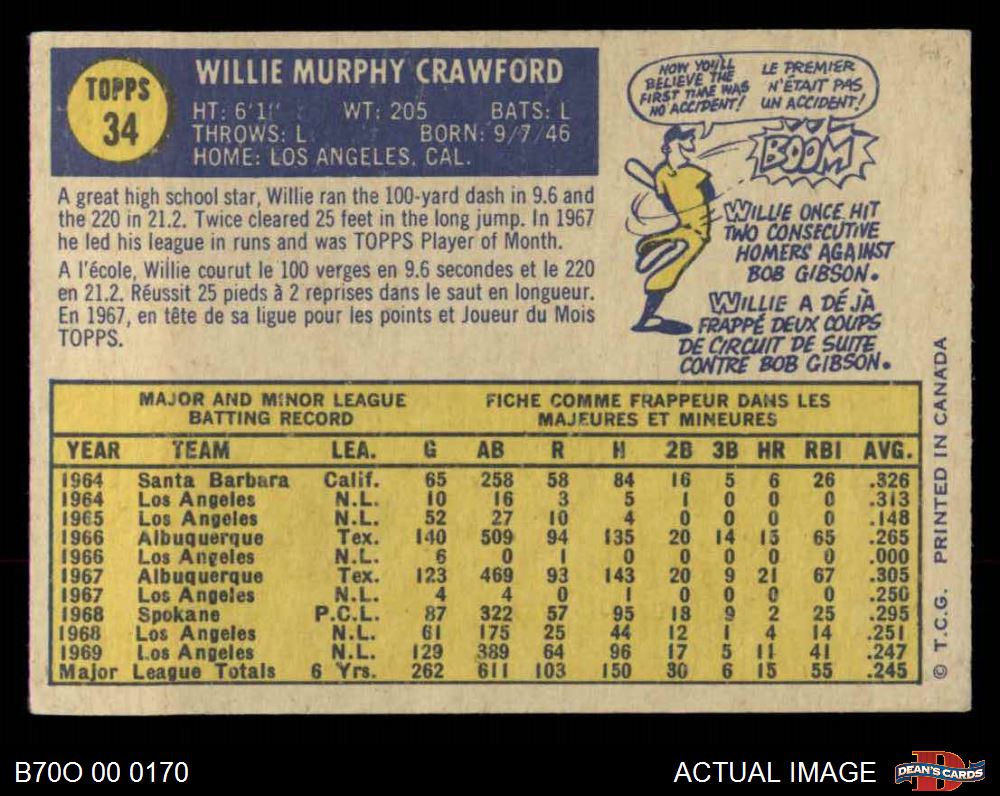 TOPPS
34
WILLIE MURPHY CRAWFORD
HT: 6'1" WT: 205 BATS: L
THROWS: L BORN: 9/7/46
HOME: LOS ANGELES, CAL.
A great high school star, Willie ran the 100-yard dash in 9.6 and
the 220 in 21.2. Twice cleared 25 feet in the long jump. In 1967
he led his league in runs and was TOPPS Player of Month.
A l'école, Willie courut le 100 verges en 9.6 secondes et le 220
en 21.2. Réussit 25 pieds à 2 reprises dans le saut en longueur.
En 1967, en tête de sa ligue pour les points et Joueur du Mois
TOPPS.
NOW YOU'LL
BELIEVE THE
FIRST TIME WAS
NO ACCIDENT!
LE PREMIER
N'ÉTAIT PAS
UN ACCIDENT!
BOOM
WILLIE ONCE HIT
TWO CONSECUTIVE
HOMERS AGAINST
BOB GIBSON.
WILLIE A DÉJÀ
FRAPPÉ DEUX COUPS
DE CIRCUIT DE SUITE
CONTRE BOB GIBSON.
MAJOR AND MINOR LEAGUE
BATTING RECORD
FICHE COMME FRAPPEUR DANS LES
MAJEURES ET MINEURES
YEAR TEAM LEA. G AB R H 2B 3B HR RBI AVG.
1964 Santa Barbara Calif. 65 258 58 84 16 5 6 26 .326
1964 Los Angeles N.L. 10 16 3 5 1 0 0 0 .313
1965 Los Angeles N.L. 52 27 10 4 0 0 0 0 .148
1966 Albuquerque Tex. 140 509 94 135 20 14 15 65 .265
1966 Los Angeles N.L. 6 0 1 0 0 0 0 0 .000
1967 Albuquerque Tex. 123 469 93 143 20 9 21 67 .305
1967 Los Angeles N.L. 4 4 0 1 0 0 0 0 .250
1968 Spokane P.C.L. 87 322 57 95 18 9 2 25 .295
1968 Los Angeles N.L. 61 175 25 44 12 1 4 14 .251
1969 Los Angeles N.L. 129 389 64 96 17 5 11 41 .247
Major League Totals 6 Yrs. 262 611 103 150 30 6 15 55 .245
© T.C.G. PRINTED IN CANADA
B70O 00 0170
ACTUAL IMAGE
D
DEAN'S CARDS